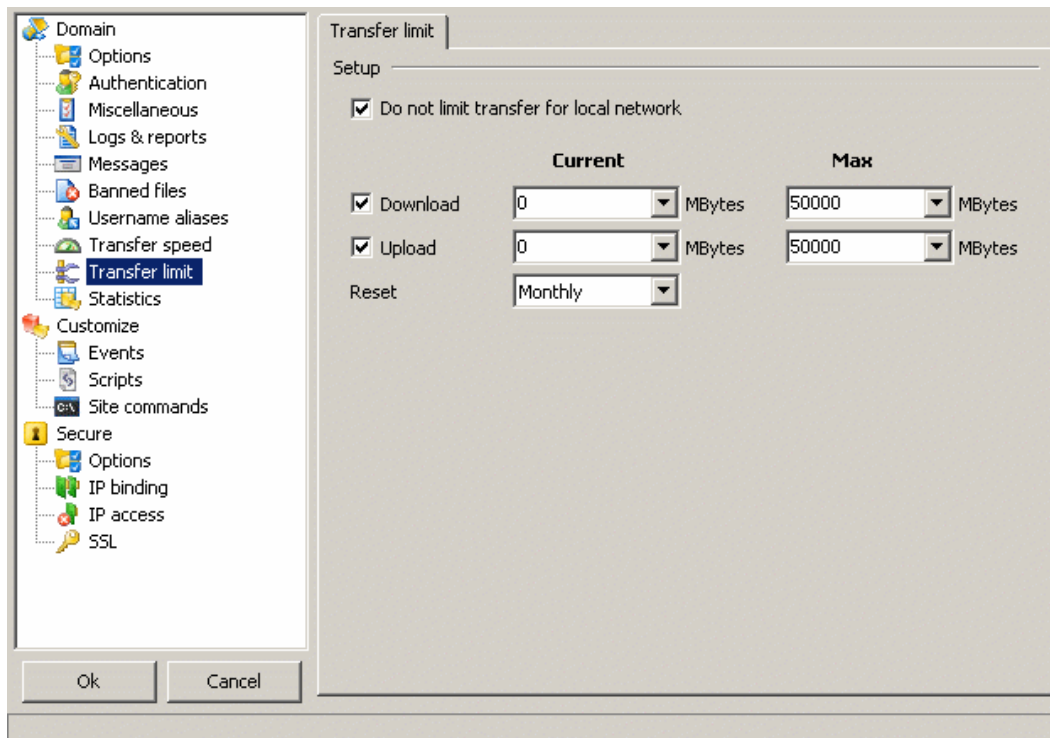 Domain
Options
Authentication
Miscellaneous
Logs & reports
Messages
Banned files
Username aliases
Transfer speed
Transfer limit
Statistics
Customize
Events
Scripts
C:\
Site commands
Secure
Options
IP binding
IP access
SSL
Ok Cancel
Transfer limit
Setup
Do not limit transfer for local network
Current Max
Download 0 MBytes 50000 MBytes
Upload 0 MBytes 50000 MBytes
Reset Monthly